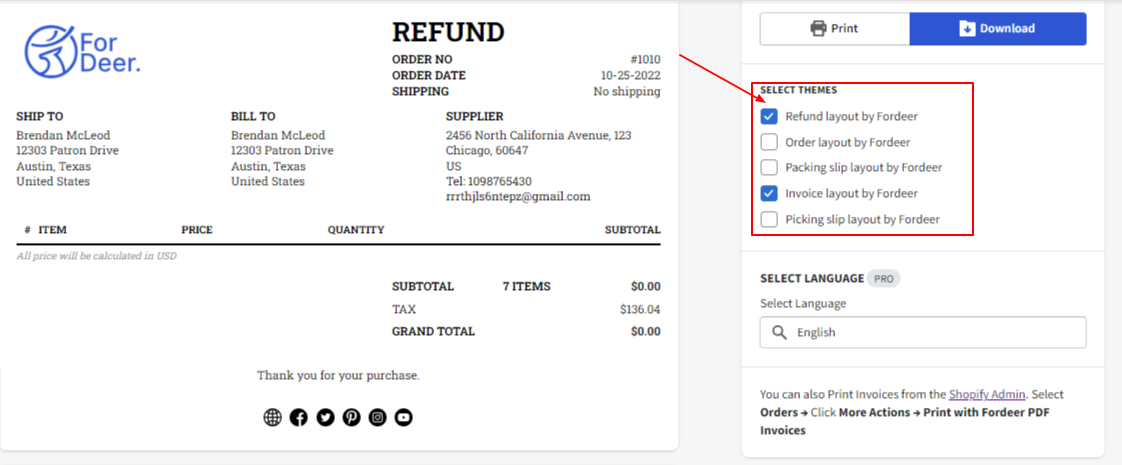 For
Deer.
REFUND
ORDER NO #1010
ORDER DATE 10-25-2022
SHIPPING No shipping
SHIP TO
Brendan McLeod
12303 Patron Drive
Austin, Texas
United States
BILL TO
Brendan McLeod
12303 Patron Drive
Austin, Texas
United States
SUPPLIER
2456 North California Avenue, 123
Chicago, 60647
US
Tel: 1098765430
rrrthjls6ntepz@gmail.com
# ITEM PRICE QUANTITY SUBTOTAL
All price will be calculated in USD
SUBTOTAL 7 ITEMS $0.00
TAX $136.04
GRAND TOTAL $0.00
Thank you for your purchase.
Print Download
SELECT THEMES
Refund layout by Fordeer
Order layout by Fordeer
Packing slip layout by Fordeer
Invoice layout by Fordeer
Picking slip layout by Fordeer
SELECT LANGUAGE PRO
Select Language
English
You can also Print Invoices from the Shopify Admin. Select
Orders → Click More Actions → Print with Fordeer PDF
Invoices